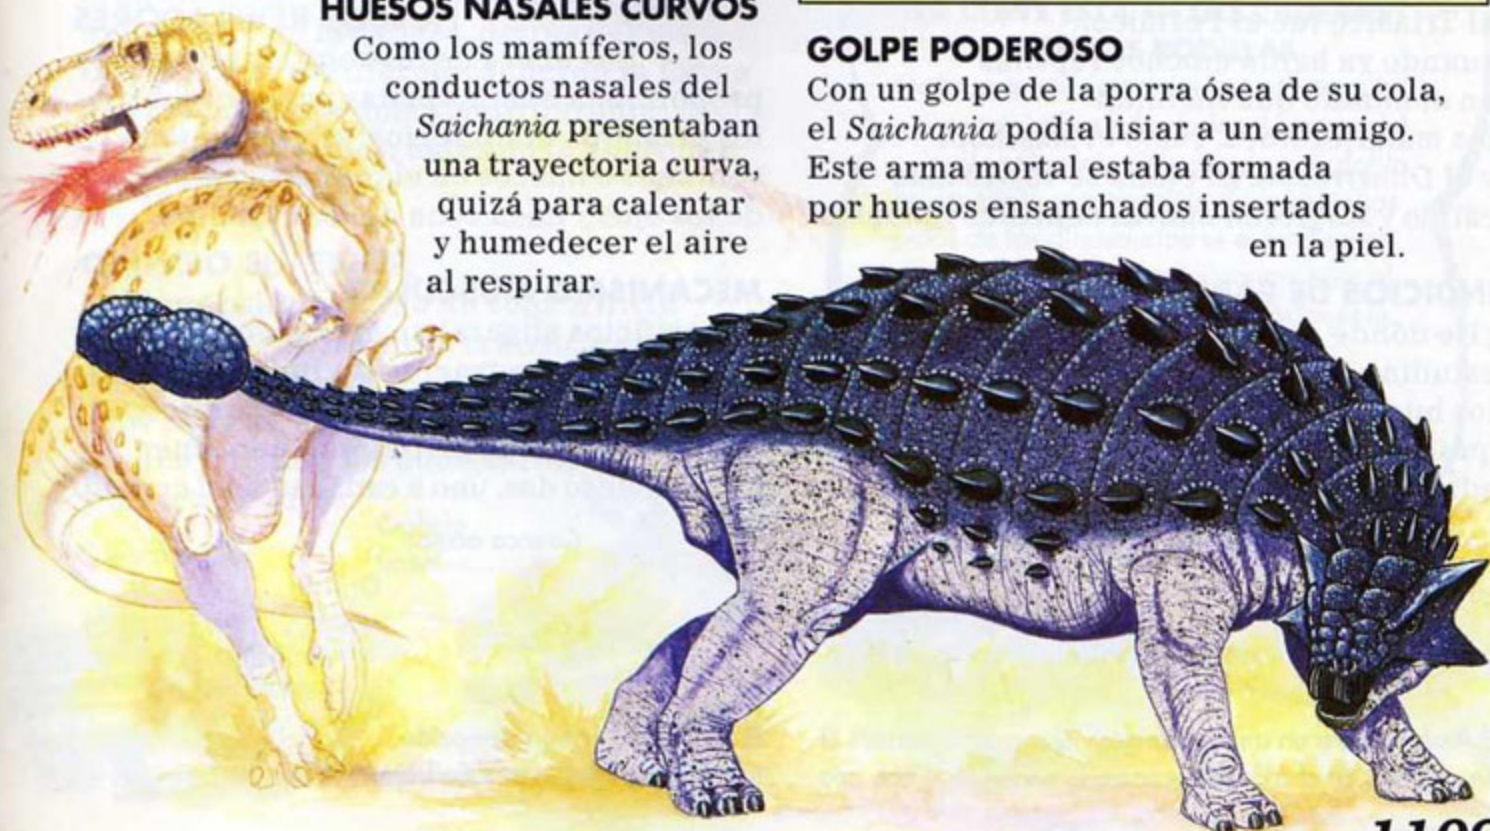 HUESOS NASALES CURVOS
Como los mamíferos, los
conductos nasales del
Saichania presentaban
una trayectoria curva,
quizá para calentar
y humedecer el aire
al respirar.
GOLPE PODEROSO
Con un golpe de la porra ósea de su cola,
el Saichania podía lisiar a un enemigo.
Este arma mortal estaba formada
por huesos ensanchados insertados
en la piel.